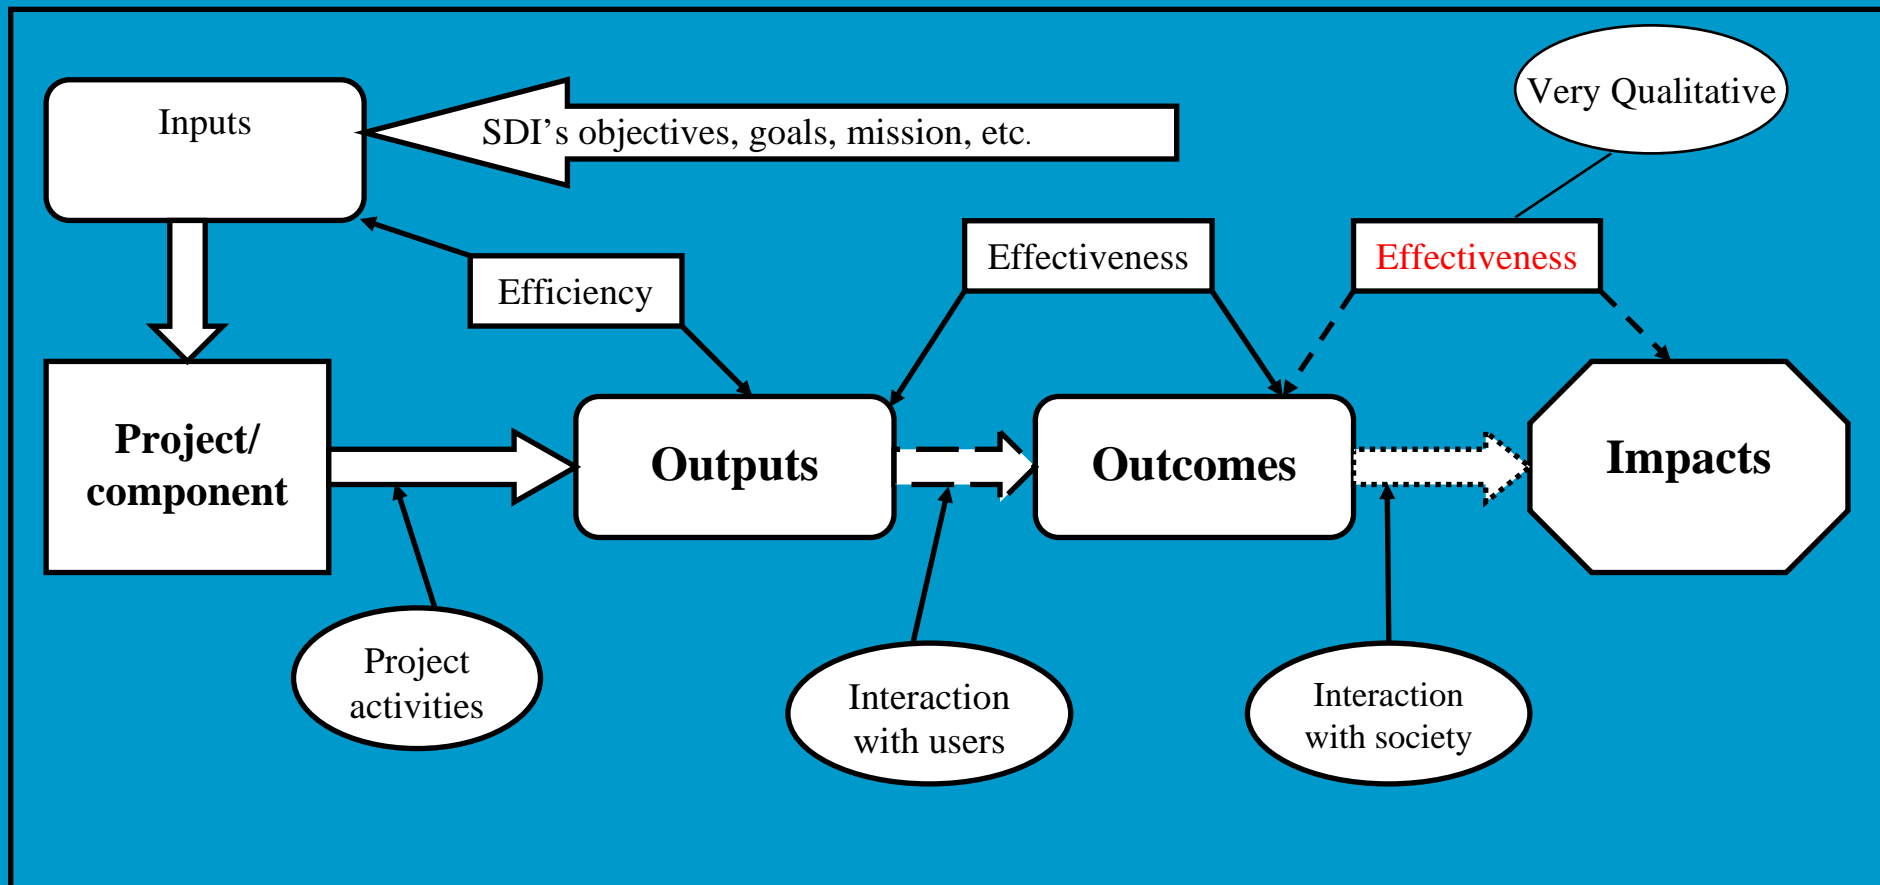 Inputs
SDI’s objectives, goals, mission, etc.
Very Qualitative
Efficiency
Effectiveness
Effectiveness
Project/
component
Outputs
Outcomes
Impacts
Project
activities
Interaction
with users
Interaction
with society